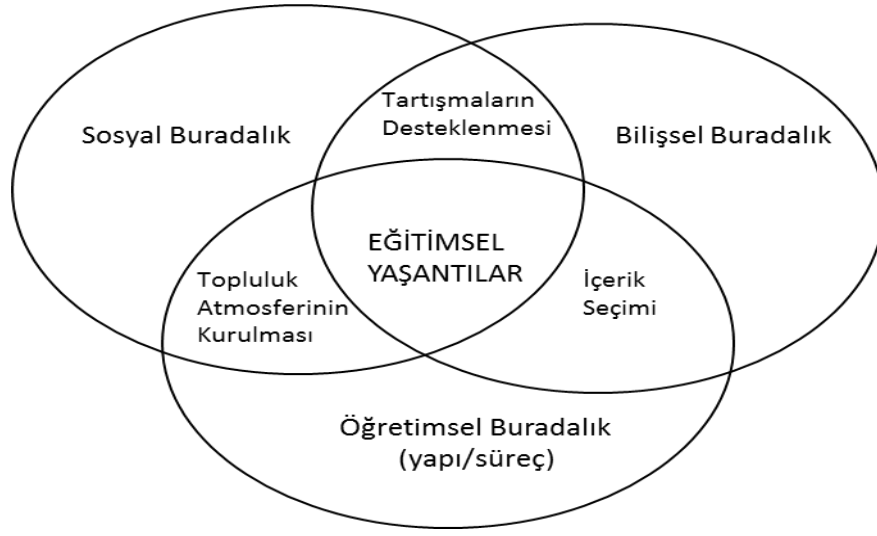 Tartışmaların
Desteklenmesi
Sosyal Buradalık
Bilişsel Buradalık
EĞİTİMSEL
YAŞANTILAR
Topluluk
Atmosferinin
Kurulması
İçerik
Seçimi
Öğretimsel Buradalık
(yapı/süreç)